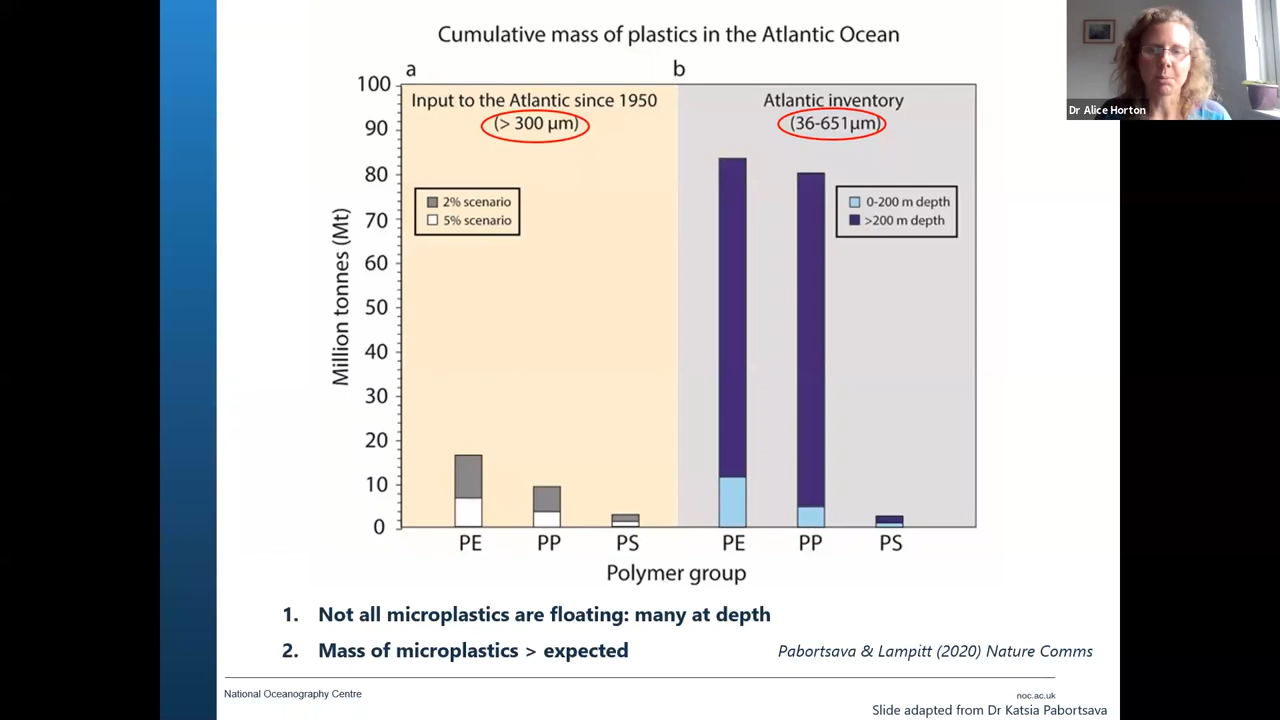 Cumulative mass of plastics in the Atlantic Ocean
a
b
Input to the Atlantic since 1950
(> 300 µm)
Atlantic inventory
(36-651µm)
2% scenario
5% scenario
0-200 m depth
>200 m depth
Million tonnes (Mt)
100
90
80
70
60
50
40
30
20
10
0
PE PP PS PE PP PS
Polymer group
1. Not all microplastics are floating: many at depth
2. Mass of microplastics > expected
Pabortsava & Lampitt (2020) Nature Comms
National Oceanography Centre
noc.ac.uk
Slide adapted from Dr Katsia Pabortsava
Dr Alice Horton